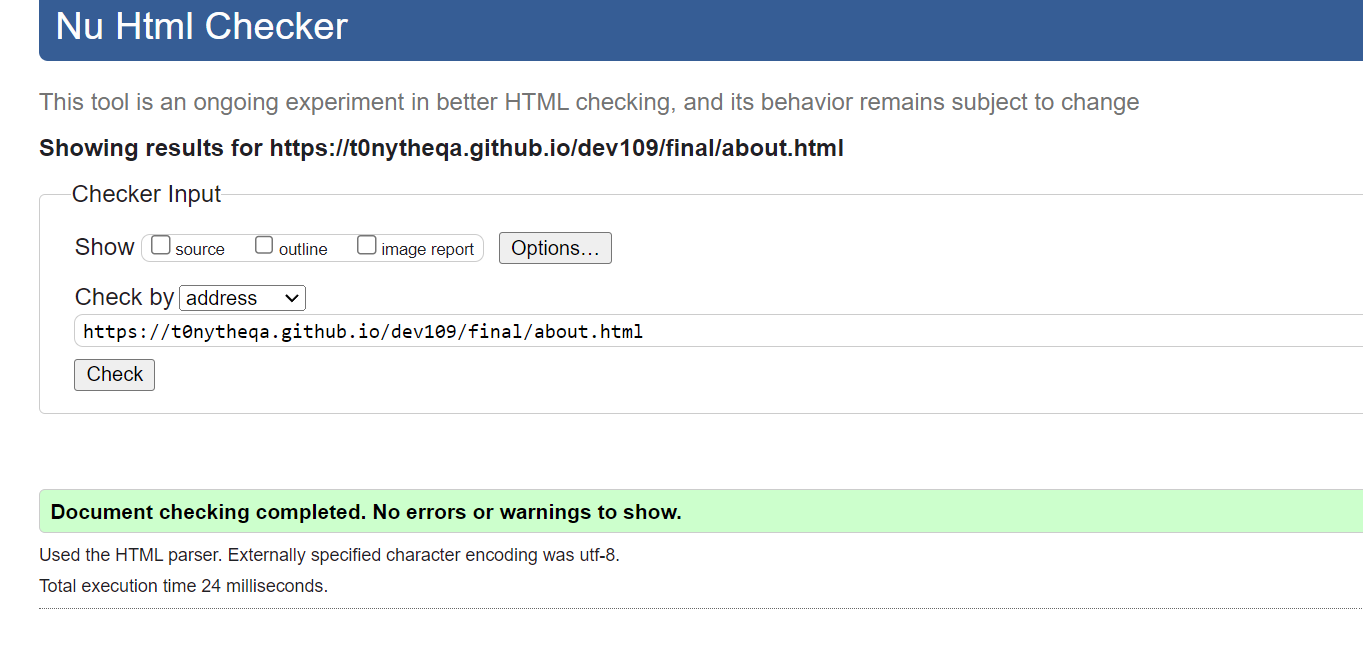 Nu Html Checker
This tool is an ongoing experiment in better HTML checking, and its behavior remains subject to change
Showing results for https://t0nytheqa.github.io/dev109/final/about.html
Checker Input
Show source outline image report Options...
Check by address
https://t0nytheqa.github.io/dev109/final/about.html
Check
Document checking completed. No errors or warnings to show.
Used the HTML parser. Externally specified character encoding was utf-8.
Total execution time 24 milliseconds.